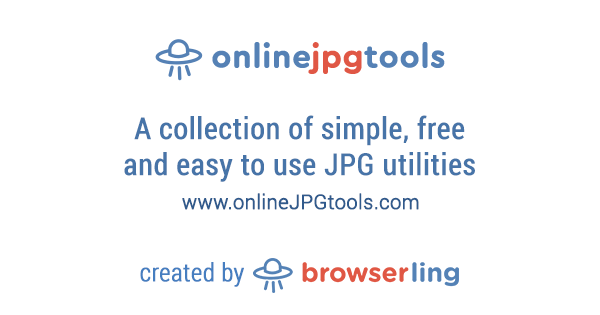 onlinejpgtools
A collection of simple, free
and easy to use JPG utilities
www.onlineJPGtools.com
created by browserling